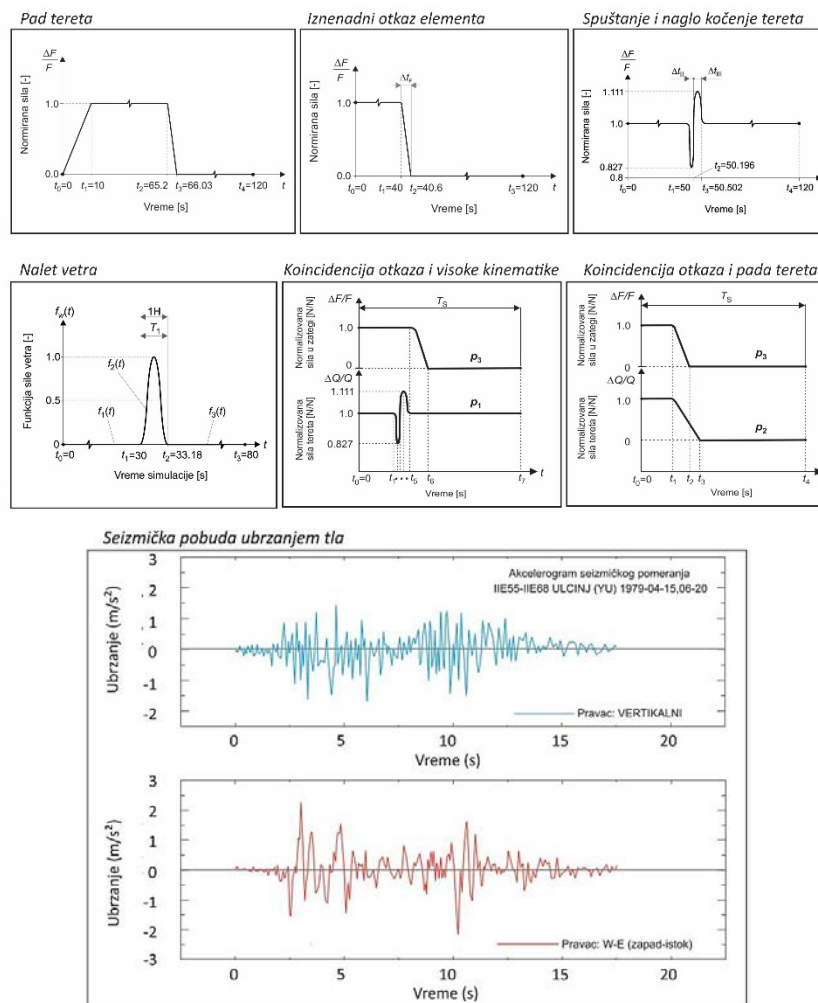 Pad tereta
ΔF
F
Normirana sila [-]
1.0
0.0
t₀=0
t₁=10
t₂=65.2
t₃=66.03
t₄=120
t
Vreme [s]
Iznenadni otkaz elementa
ΔF
F
Δtғ
Normirana sila [-]
1.0
0.0
t₀=0
t₁=40
t₂=40.6
t₃=120
t
Vreme [s]
Spuštanje i naglo kočenje tereta
ΔF
F
Δt_II
Δt_III
Normirana sila [-]
1.111
1.0
0.827
0.8
t₂=50.196
t₀=0
t₁=50
t₃=50.502
t₄=120
Vreme [s]
Nalet vetra
f_w(t)
1H
T₁
Funkcija sile vetra [-]
1.0
0.5
0
f₂(t)
f₁(t)
f₃(t)
t₀=0
t₁=30
t₂=33.18
t₃=80
t
Vreme simulacije [s]
Koincidencija otkaza i visoke kinematike
ΔF/F
T_S
Normalizovana
sila u zategi [N/N]
1.0
0
p₃
ΔQ/Q
Normalizovana
sila tereta [N/N]
1.111
1.0
0.827
p₁
t₀=0
t₁
•••
t₅
t₆
t₇
t
Vreme [s]
Koincidencija otkaza i pada tereta
ΔF/F
T_S
Normalizovana
sila u zategi [N/N]
1.0
0
p₃
ΔQ/Q
Normalizovana
sila tereta [N/N]
1.0
0
p₂
t₀=0
t₁
t₂
t₃
t₄
Vreme [s]
Seizmička pobuda ubrzanjem tla
Akcelerogram seizmičkog pomeranja
IIE55-IIE68 ULCINJ (YU) 1979-04-15,06-20
Ubrzanje (m/s²)
3
2
1
0
-1
-2
Pravac: VERTIKALNI
0 5 10 15 20
Vreme (s)
Ubrzanje (m/s²)
3
2
1
0
-1
-2
-3
Pravac: W-E (zapad-istok)
0 5 10 15 20
Vreme (s)